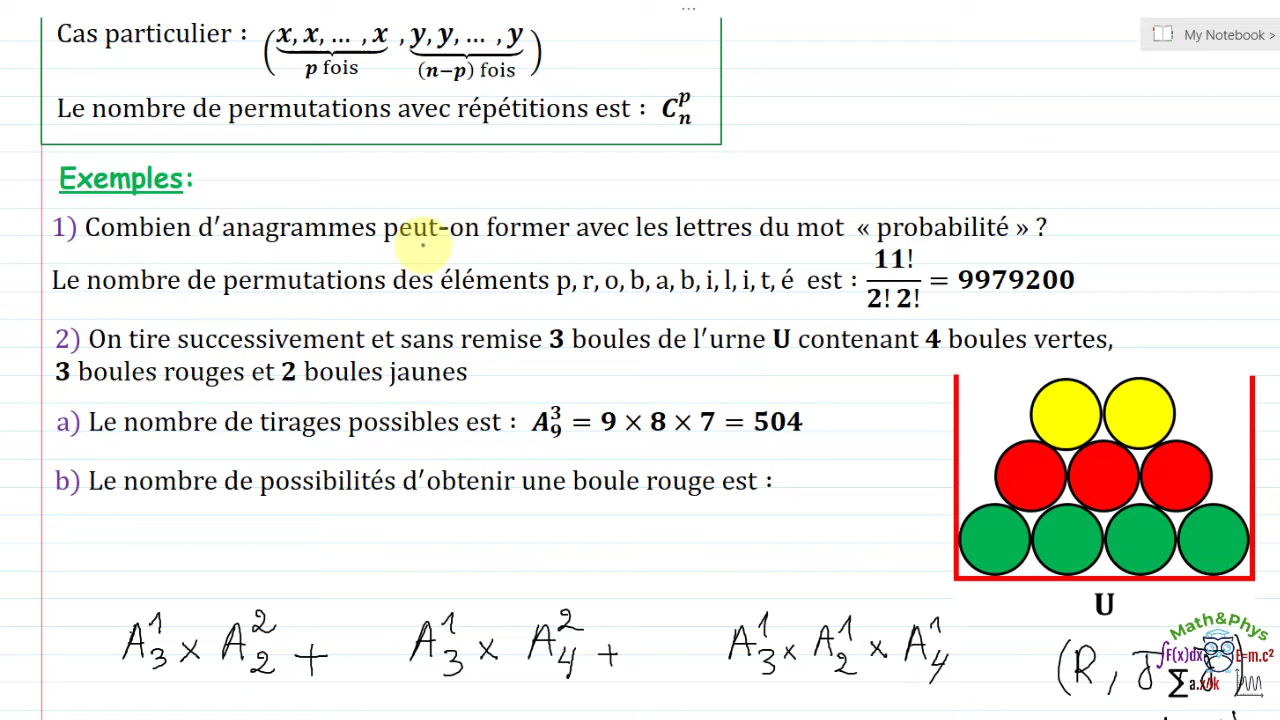 ...
My Notebook >
Cas particulier : (x, x, … , x , y, y, … , y)
p fois (n−p) fois
Le nombre de permutations avec répétitions est : C_n^p
Exemples:
1) Combien d'anagrammes peut-on former avec les lettres du mot « probabilité » ?
Le nombre de permutations des éléments p, r, o, b, a, b, i, l, i, t, é est : 11!/2! 2! = 9979200
2) On tire successivement et sans remise 3 boules de l'urne U contenant 4 boules vertes,
3 boules rouges et 2 boules jaunes
a) Le nombre de tirages possibles est : A_9^3 = 9 × 8 × 7 = 504
b) Le nombre de possibilités d'obtenir une boule rouge est :
U
A_3^1 × A_2^2 + A_3^1 × A_4^2 + A_3^1 × A_2^1 × A_4^1
(R, J
Math&Phys
∫F(x)dx E=m.c²
Σ